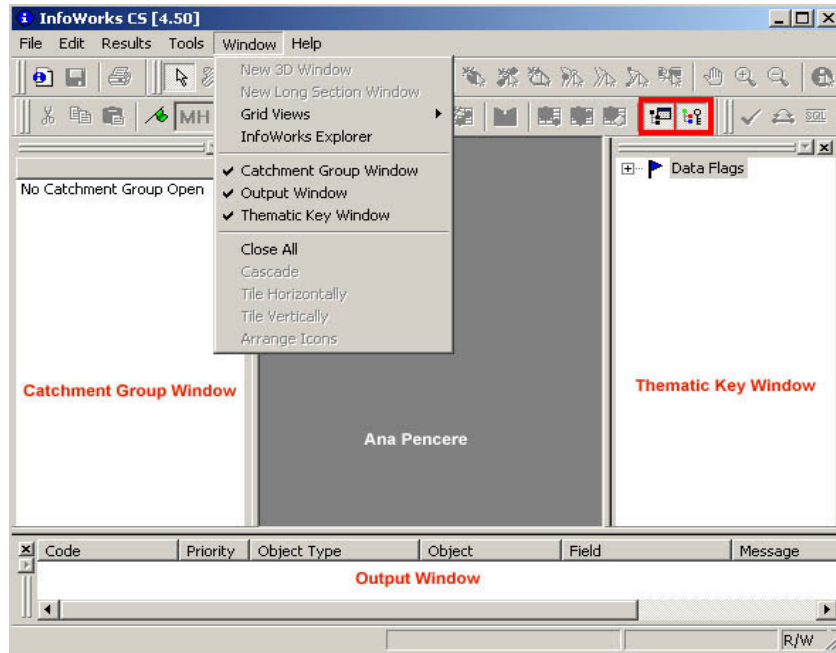 InfoWorks CS [4.50]
File Edit Results Tools Window Help
New 3D Window
New Long Section Window
Grid Views
InfoWorks Explorer
Catchment Group Window
Output Window
Thematic Key Window
Close All
Cascade
Tile Horizontally
Tile Vertically
Arrange Icons
MH
SQL
No Catchment Group Open
Data Flags
Catchment Group Window
Ana Pencere
Thematic Key Window
Code Priority Object Type Object Field Message
Output Window
R/W